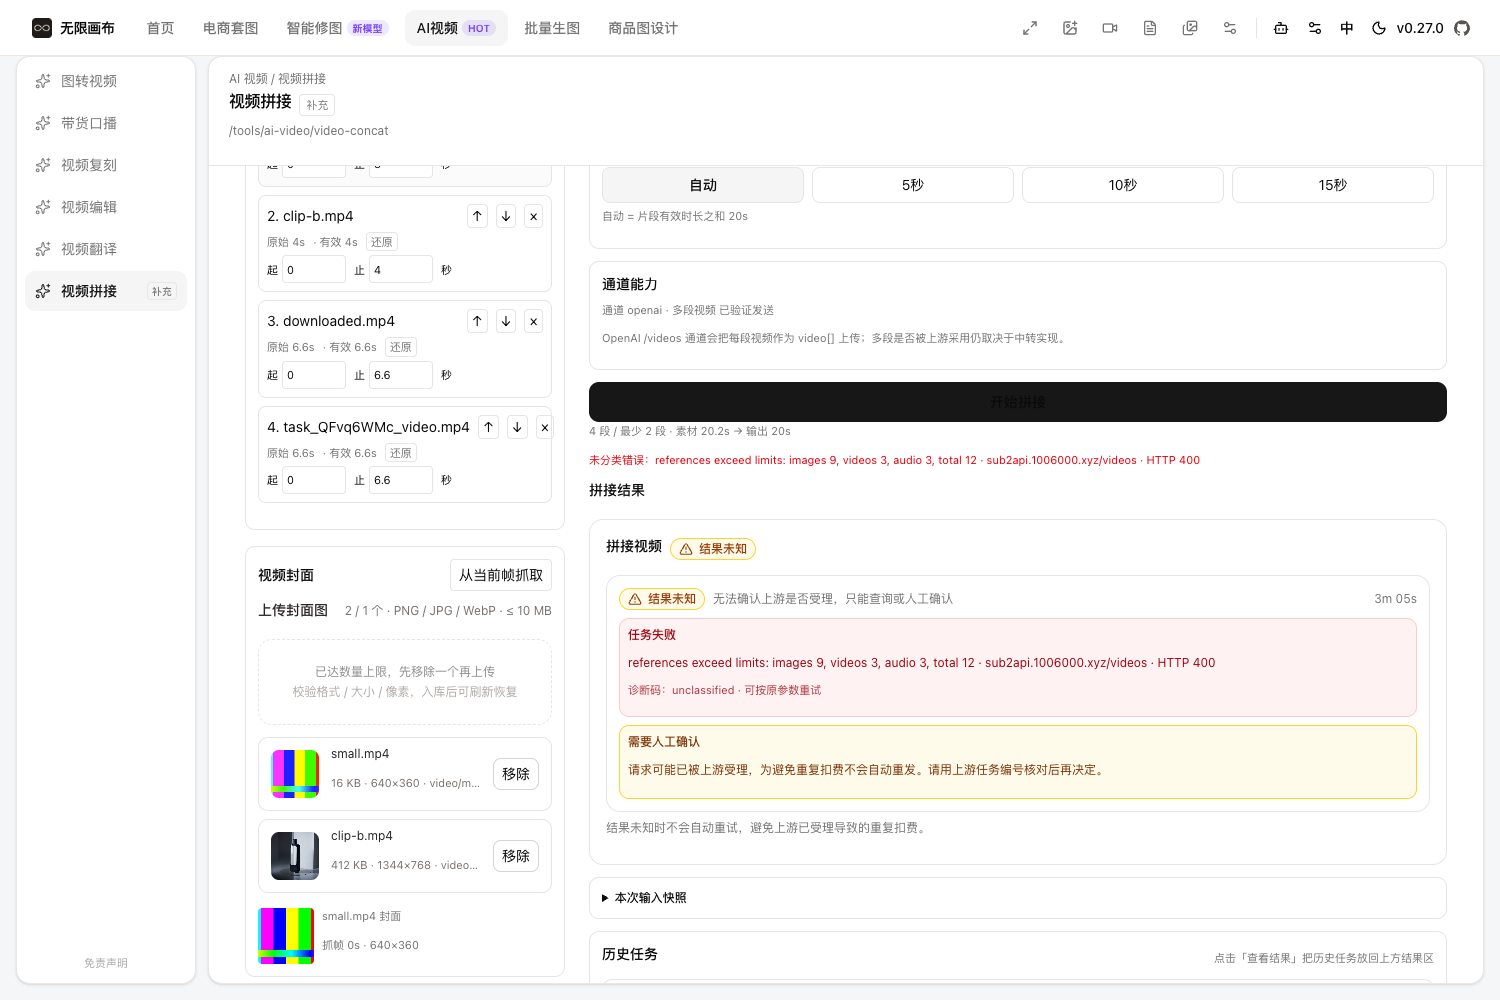 无限画布
首页
电商套图
智能修图 新模型
AI视频 HOT
批量生图
商品图设计
中
v0.27.0
图转视频
带货口播
视频复刻
视频编辑
视频翻译
视频拼接 补充
免责声明
AI 视频 / 视频拼接
视频拼接 补充
/tools/ai-video/video-concat
2. clip-b.mp4 ↑ ↓ ×
原始 4s · 有效 4s 还原
起 0 止 4 秒
3. downloaded.mp4 ↑ ↓ ×
原始 6.6s · 有效 6.6s 还原
起 0 止 6.6 秒
4. task_QFvq6WMc_video.mp4 ↑ ↓ ×
原始 6.6s · 有效 6.6s 还原
起 0 止 6.6 秒
视频封面 从当前帧抓取
上传封面图 2 / 1 个 · PNG / JPG / WebP · ≤ 10 MB
已达数量上限，先移除一个再上传
校验格式 / 大小 / 像素，入库后可刷新恢复
small.mp4
16 KB · 640×360 · video/m...
移除
clip-b.mp4
412 KB · 1344×768 · video...
移除
small.mp4 封面
抓帧 0s · 640×360
自动 5秒 10秒 15秒
自动 = 片段有效时长之和 20s
通道能力
通道 openai · 多段视频 已验证发送
OpenAI /videos 通道会把每段视频作为 video[] 上传；多段是否被上游采用仍取决于中转实现。
开始拼接
4 段 / 最少 2 段 · 素材 20.2s → 输出 20s
未分类错误：references exceed limits: images 9, videos 3, audio 3, total 12 · sub2api.1006000.xyz/videos · HTTP 400
拼接结果
拼接视频 结果未知
结果未知 无法确认上游是否受理，只能查询或人工确认 3m 05s
任务失败
references exceed limits: images 9, videos 3, audio 3, total 12 · sub2api.1006000.xyz/videos · HTTP 400
诊断码：unclassified · 可按原参数重试
需要人工确认
请求可能已被上游受理，为避免重复扣费不会自动重发。请用上游任务编号核对后再决定。
结果未知时不会自动重试，避免上游已受理导致的重复扣费。
本次输入快照
历史任务 点击「查看结果」把历史任务放回上方结果区